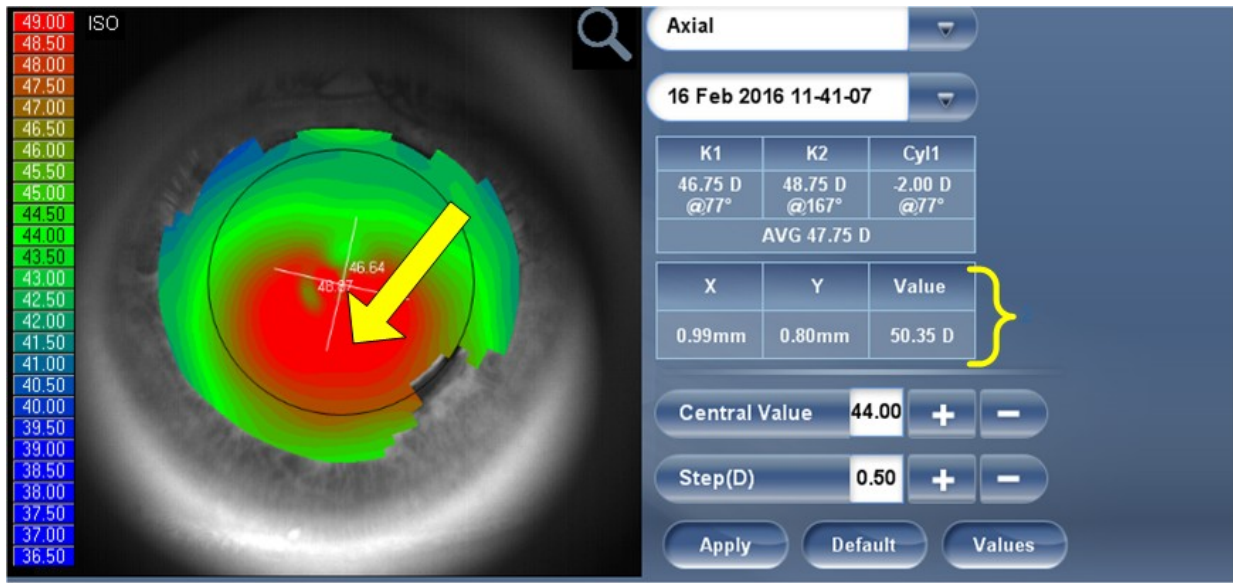 49.00
48.50
48.00
47.50
47.00
46.50
46.00
45.50
45.00
44.50
44.00
43.50
43.00
42.50
42.00
41.50
41.00
40.50
40.00
39.50
39.00
38.50
38.00
37.50
37.00
36.50
ISO
46.64
Axial
16 Feb 2016 11-41-07
K1 K2 Cyl1
46.75 D 48.75 D -2.00 D
@77° @167° @77°
AVG 47.75 D
X Y Value
0.99mm 0.80mm 50.35 D
Central Value 44.00 + −
Step(D) 0.50 + −
Apply Default Values